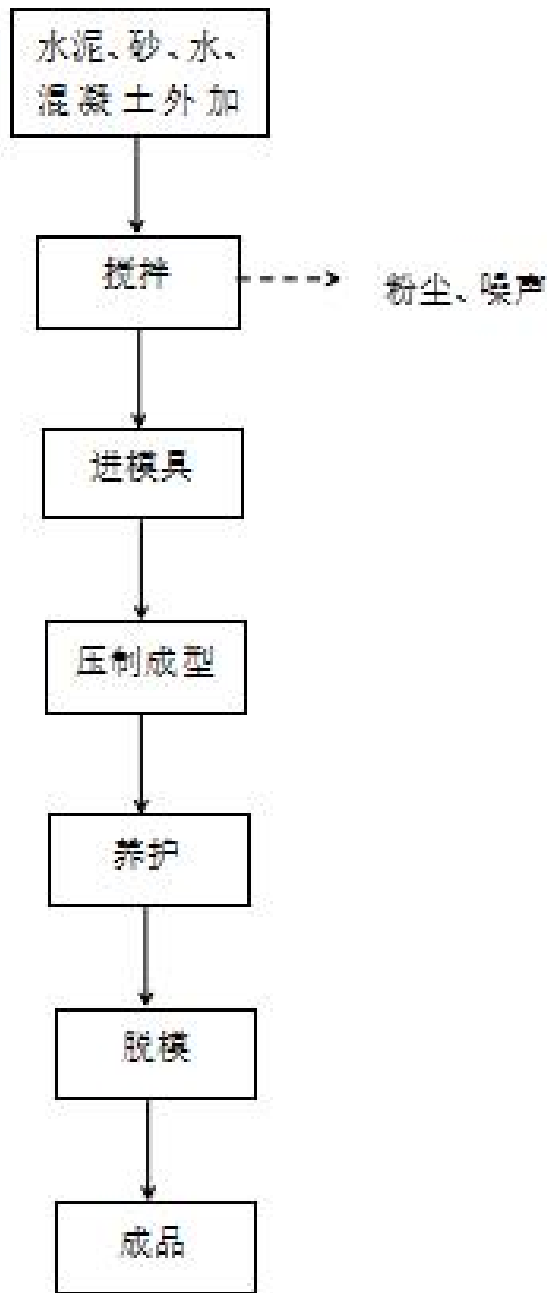 水泥、砂、水、
混凝土外加
搅拌
粉尘、噪声
进模具
压制成型
养护
脱模
成品